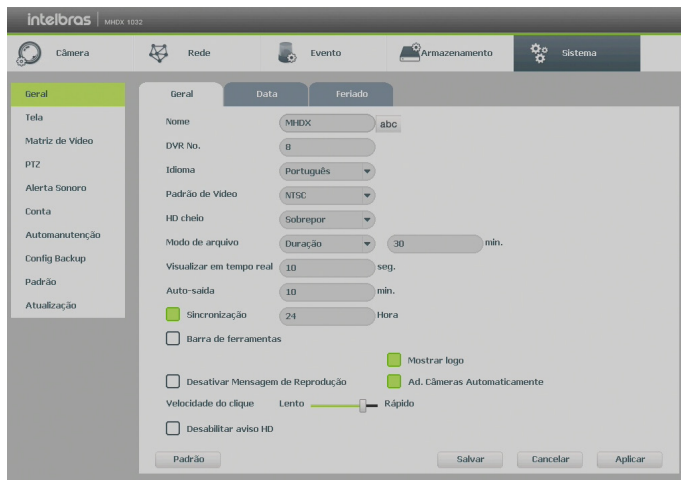 intelbras MHDX 1032
Câmera Rede Evento Armazenamento Sistema
Geral
Tela
Matriz de Vídeo
PTZ
Alerta Sonoro
Conta
Automanutenção
Config Backup
Padrão
Atualização
Geral Data Feriado
Nome MHDX abc
DVR No. 8
Idioma Português
Padrão de Vídeo NTSC
HD cheio Sobrepor
Modo de arquivo Duração 30 min.
Visualizar em tempo real 10 seg.
Auto-saída 10 min.
Sincronização 24 Hora
Barra de ferramentas
Mostrar logo
Desativar Mensagem de Reprodução Ad. Câmeras Automaticamente
Velocidade do clique Lento Rápido
Desabilitar aviso HD
Padrão Salvar Cancelar Aplicar